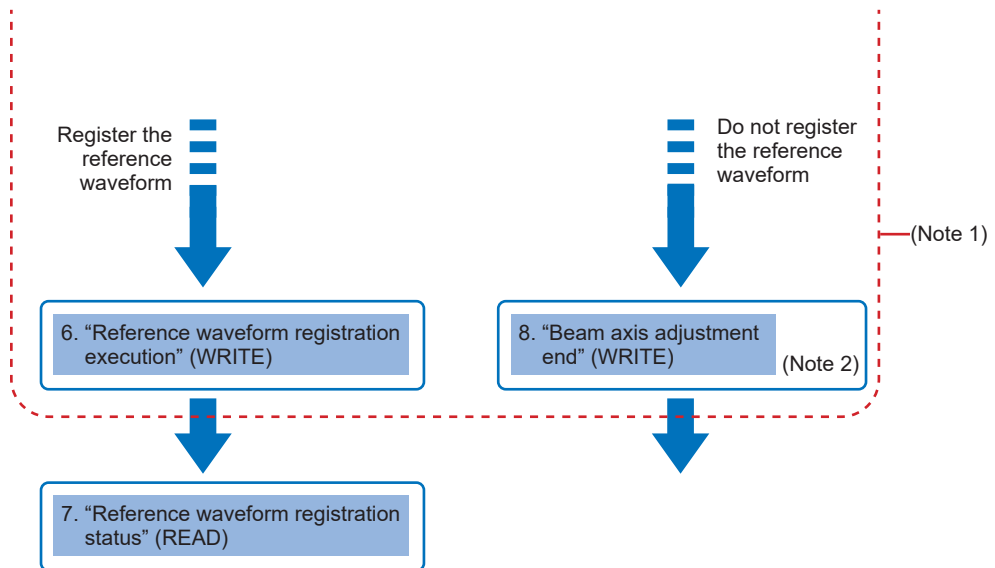 Register the
reference
waveform
Do not register
the reference
waveform
(Note 1)
6. “Reference waveform registration
execution” (WRITE)
8. “Beam axis adjustment
end” (WRITE)
(Note 2)
7. “Reference waveform registration
status” (READ)